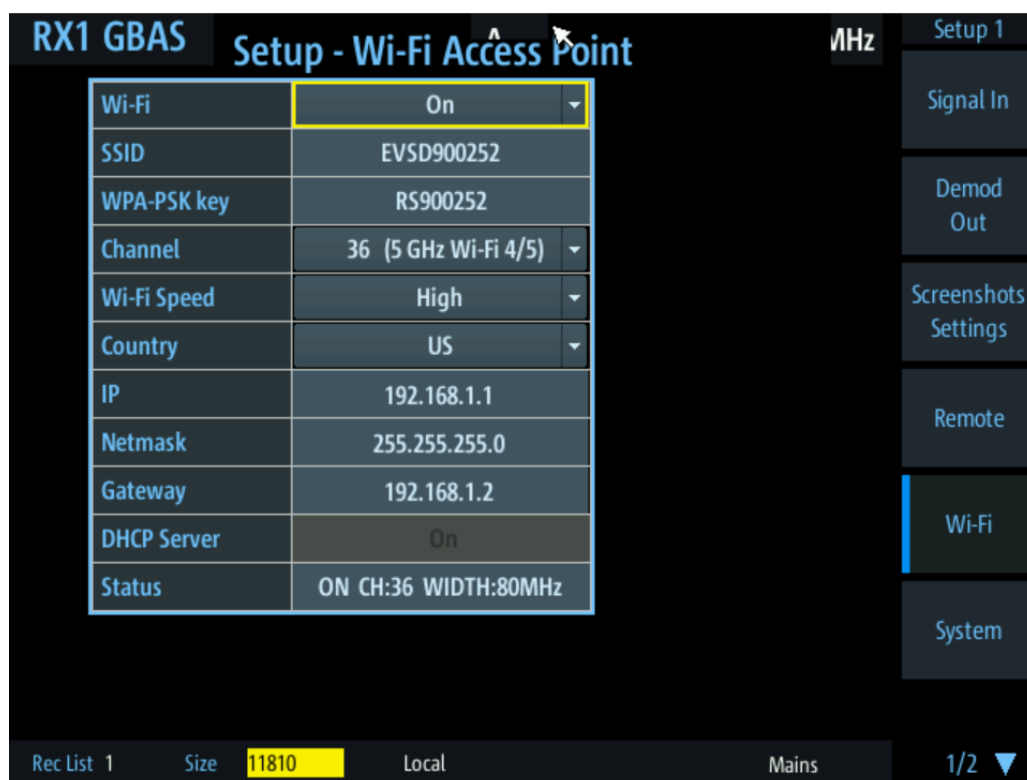 RX1 GBAS
MHz
Setup - Wi-Fi Access Point
Wi-Fi On
SSID EVSD900252
WPA-PSK key RS900252
Channel 36 (5 GHz Wi-Fi 4/5)
Wi-Fi Speed High
Country US
IP 192.168.1.1
Netmask 255.255.255.0
Gateway 192.168.1.2
DHCP Server On
Status ON CH:36 WIDTH:80MHz
Setup 1
Signal In
Demod
Out
Screenshots
Settings
Remote
Wi-Fi
System
Rec List 1 Size 11810 Local Mains 1/2